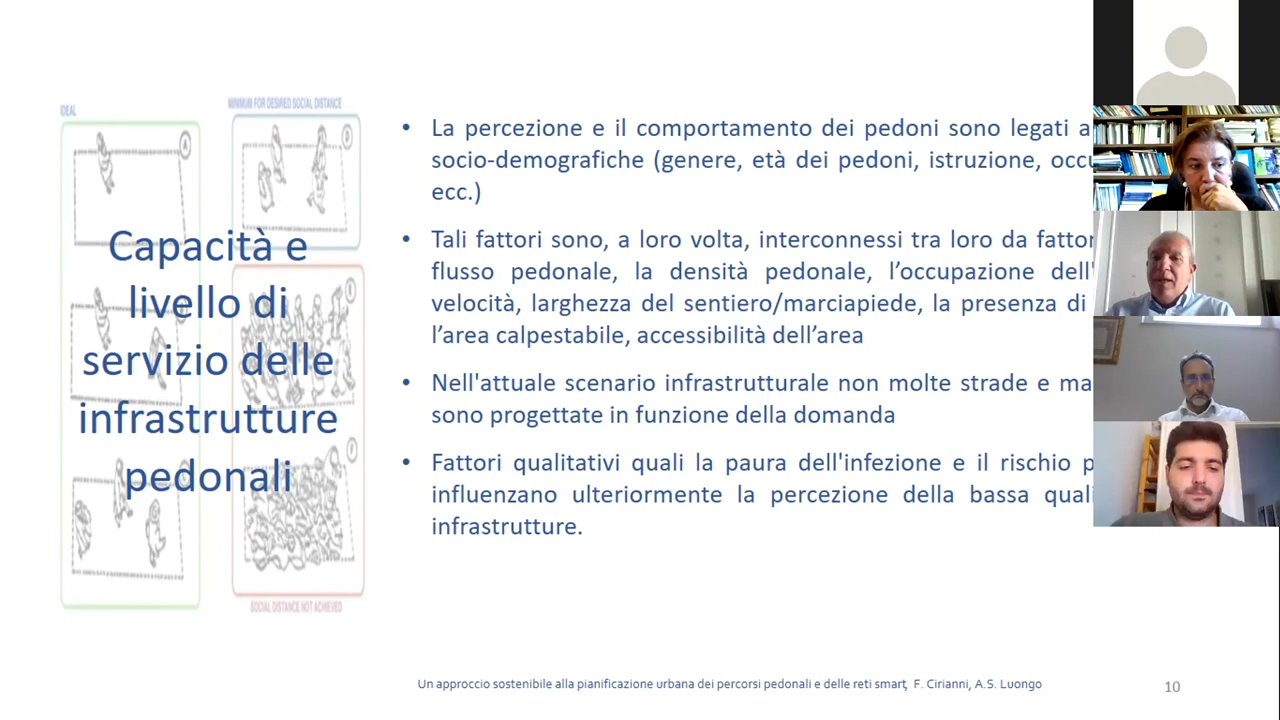 IDEAL
MINIMUM FOR DESIRED SOCIAL DISTANCE
A
D
E
F
SOCIAL DISTANCE NOT ACHIEVED
Capacità e
livello di
servizio delle
infrastrutture
pedonali
• La percezione e il comportamento dei pedoni sono legati a
socio-demografiche (genere, età dei pedoni, istruzione,
ecc.)
• Tali fattori sono, a loro volta, interconnessi tra loro da
flusso pedonale, la densità pedonale, l’occupazione
velocità, larghezza del sentiero/marciapiede, la presenza di
l’area calpestabile, accessibilità dell’area
• Nell'attuale scenario infrastrutturale non molte strade e
sono progettate in funzione della domanda
• Fattori qualitativi quali la paura dell'infezione e il rischio
influenzano ulteriormente la percezione della bassa
infrastrutture.
Un approccio sostenibile alla pianificazione urbana dei percorsi pedonali e delle reti smart, F. Cirianni, A.S. Luongo
10